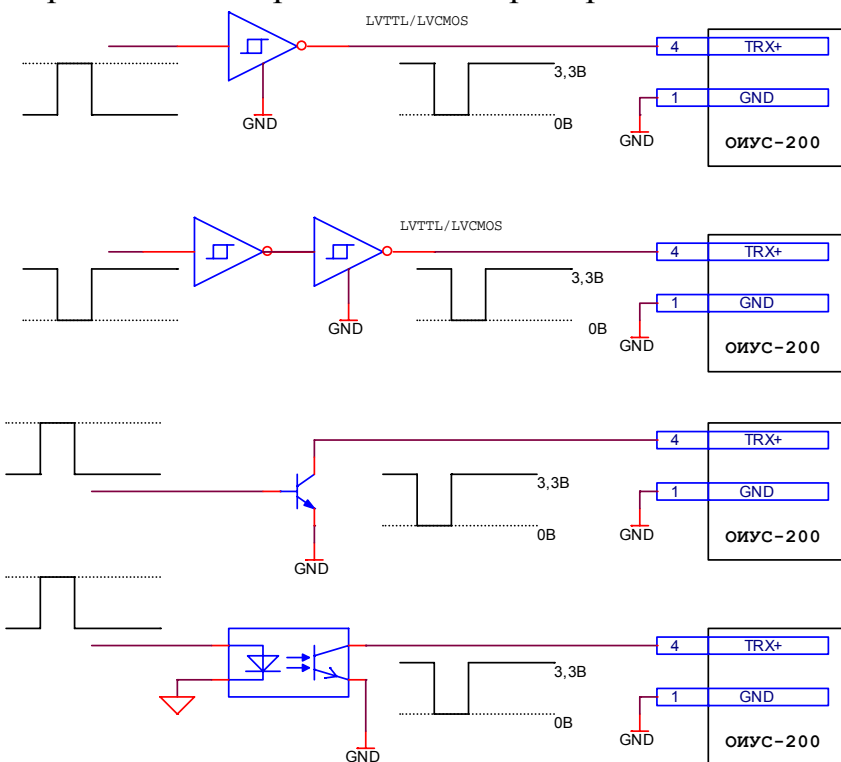 LVTTL/LVCMOS
4 TRX+
3,3В
1 GND
GND
0В
GND
ОИУС-200
LVTTL/LVCMOS
4 TRX+
3,3В
1 GND
GND
0В
GND
ОИУС-200
4 TRX+
3,3В
1 GND
0В
GND
ОИУС-200
GND
4 TRX+
3,3В
1 GND
0В
GND
ОИУС-200
GND